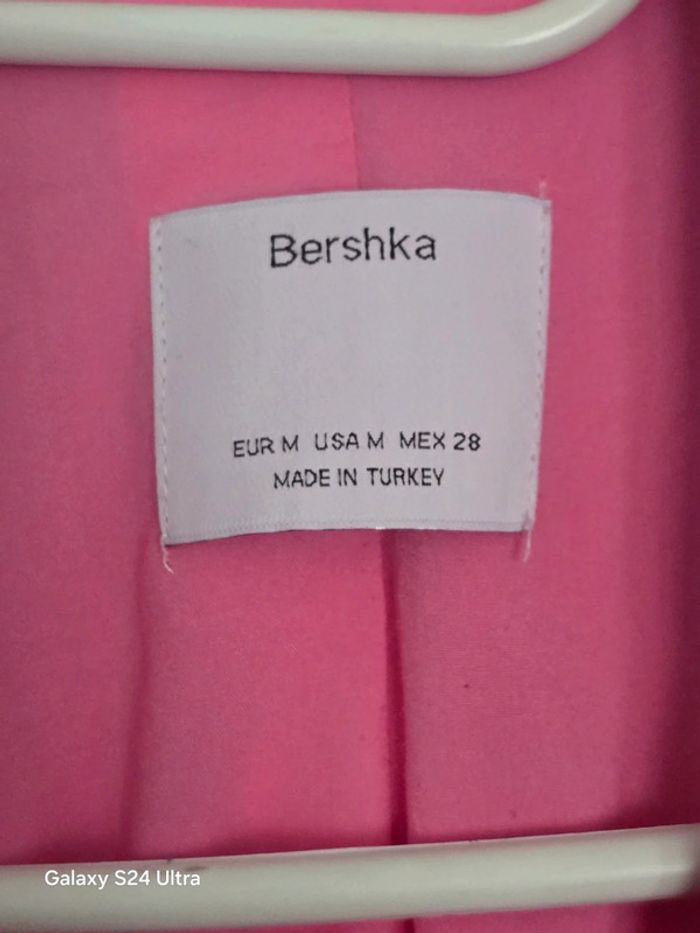 Bershka
EUR M USA M MEX 28
MADE IN TURKEY
Galaxy S24 Ultra